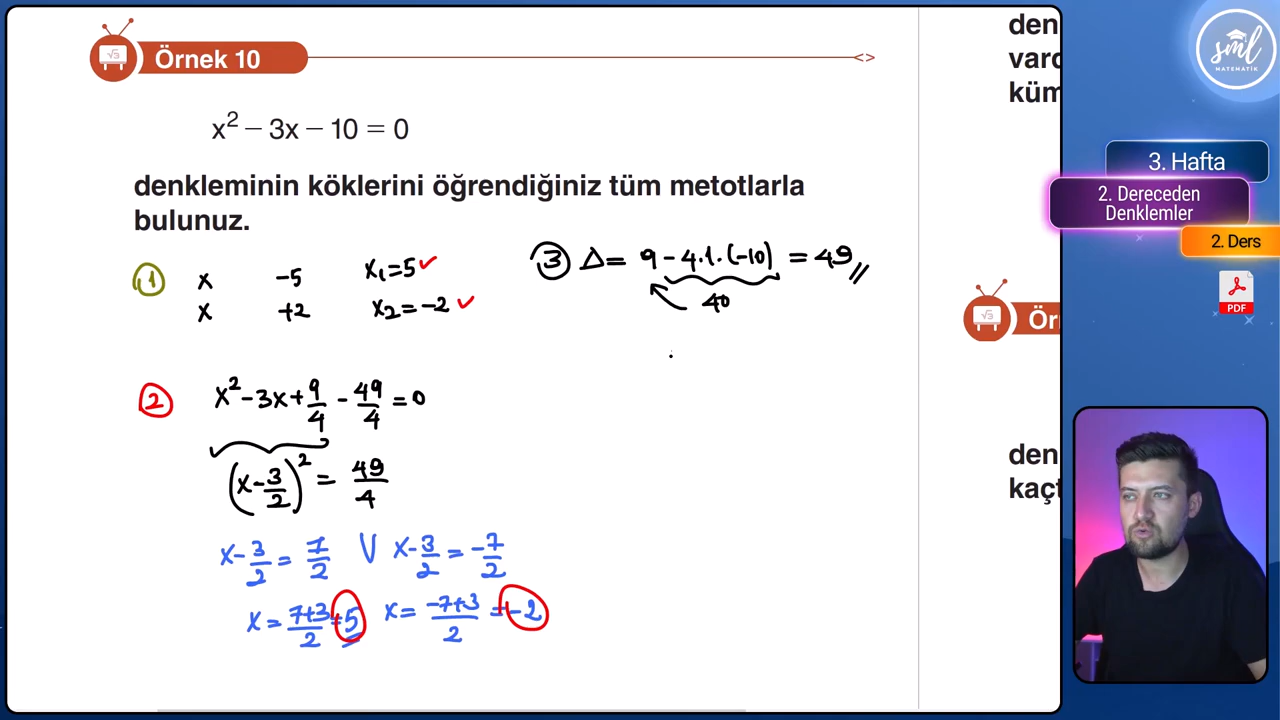 Örnek 10
x² – 3x – 10 = 0
denkleminin köklerini öğrendiğiniz tüm metotlarla
bulunuz.
1 x -5 x₁=5 ✓
x +2 x₂=-2 ✓
2 x²-3x+9/4 - 49/4 = 0
(x-3/2)² = 49/4
x-3/2 = 7/2 V x-3/2 = -7/2
x = 7+3/2 = 5 x = -7+3/2 = -2
3 Δ = 9 - 4.1.(-10) = 49//
40
den
vard
küm
Ör
den
kaçt
sml
MATEMATİK
3. Hafta
2. Dereceden
Denklemler
2. Ders
PDF